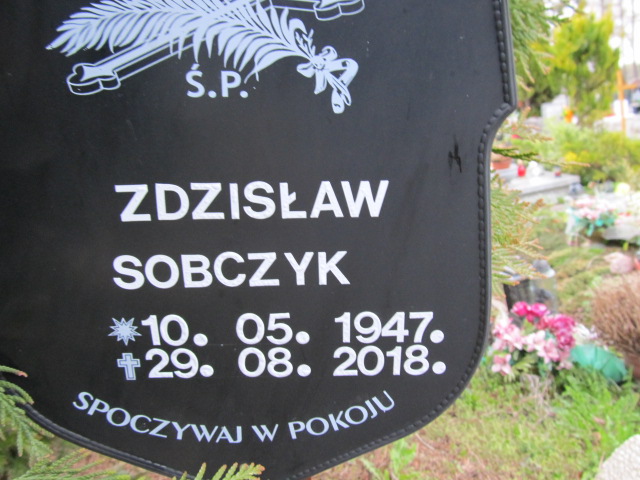 Ś.P.
ZDZISŁAW
SOBCZYK
10. 05. 1947.
29. 08. 2018.
SPOCZYWAJ W POKOJU